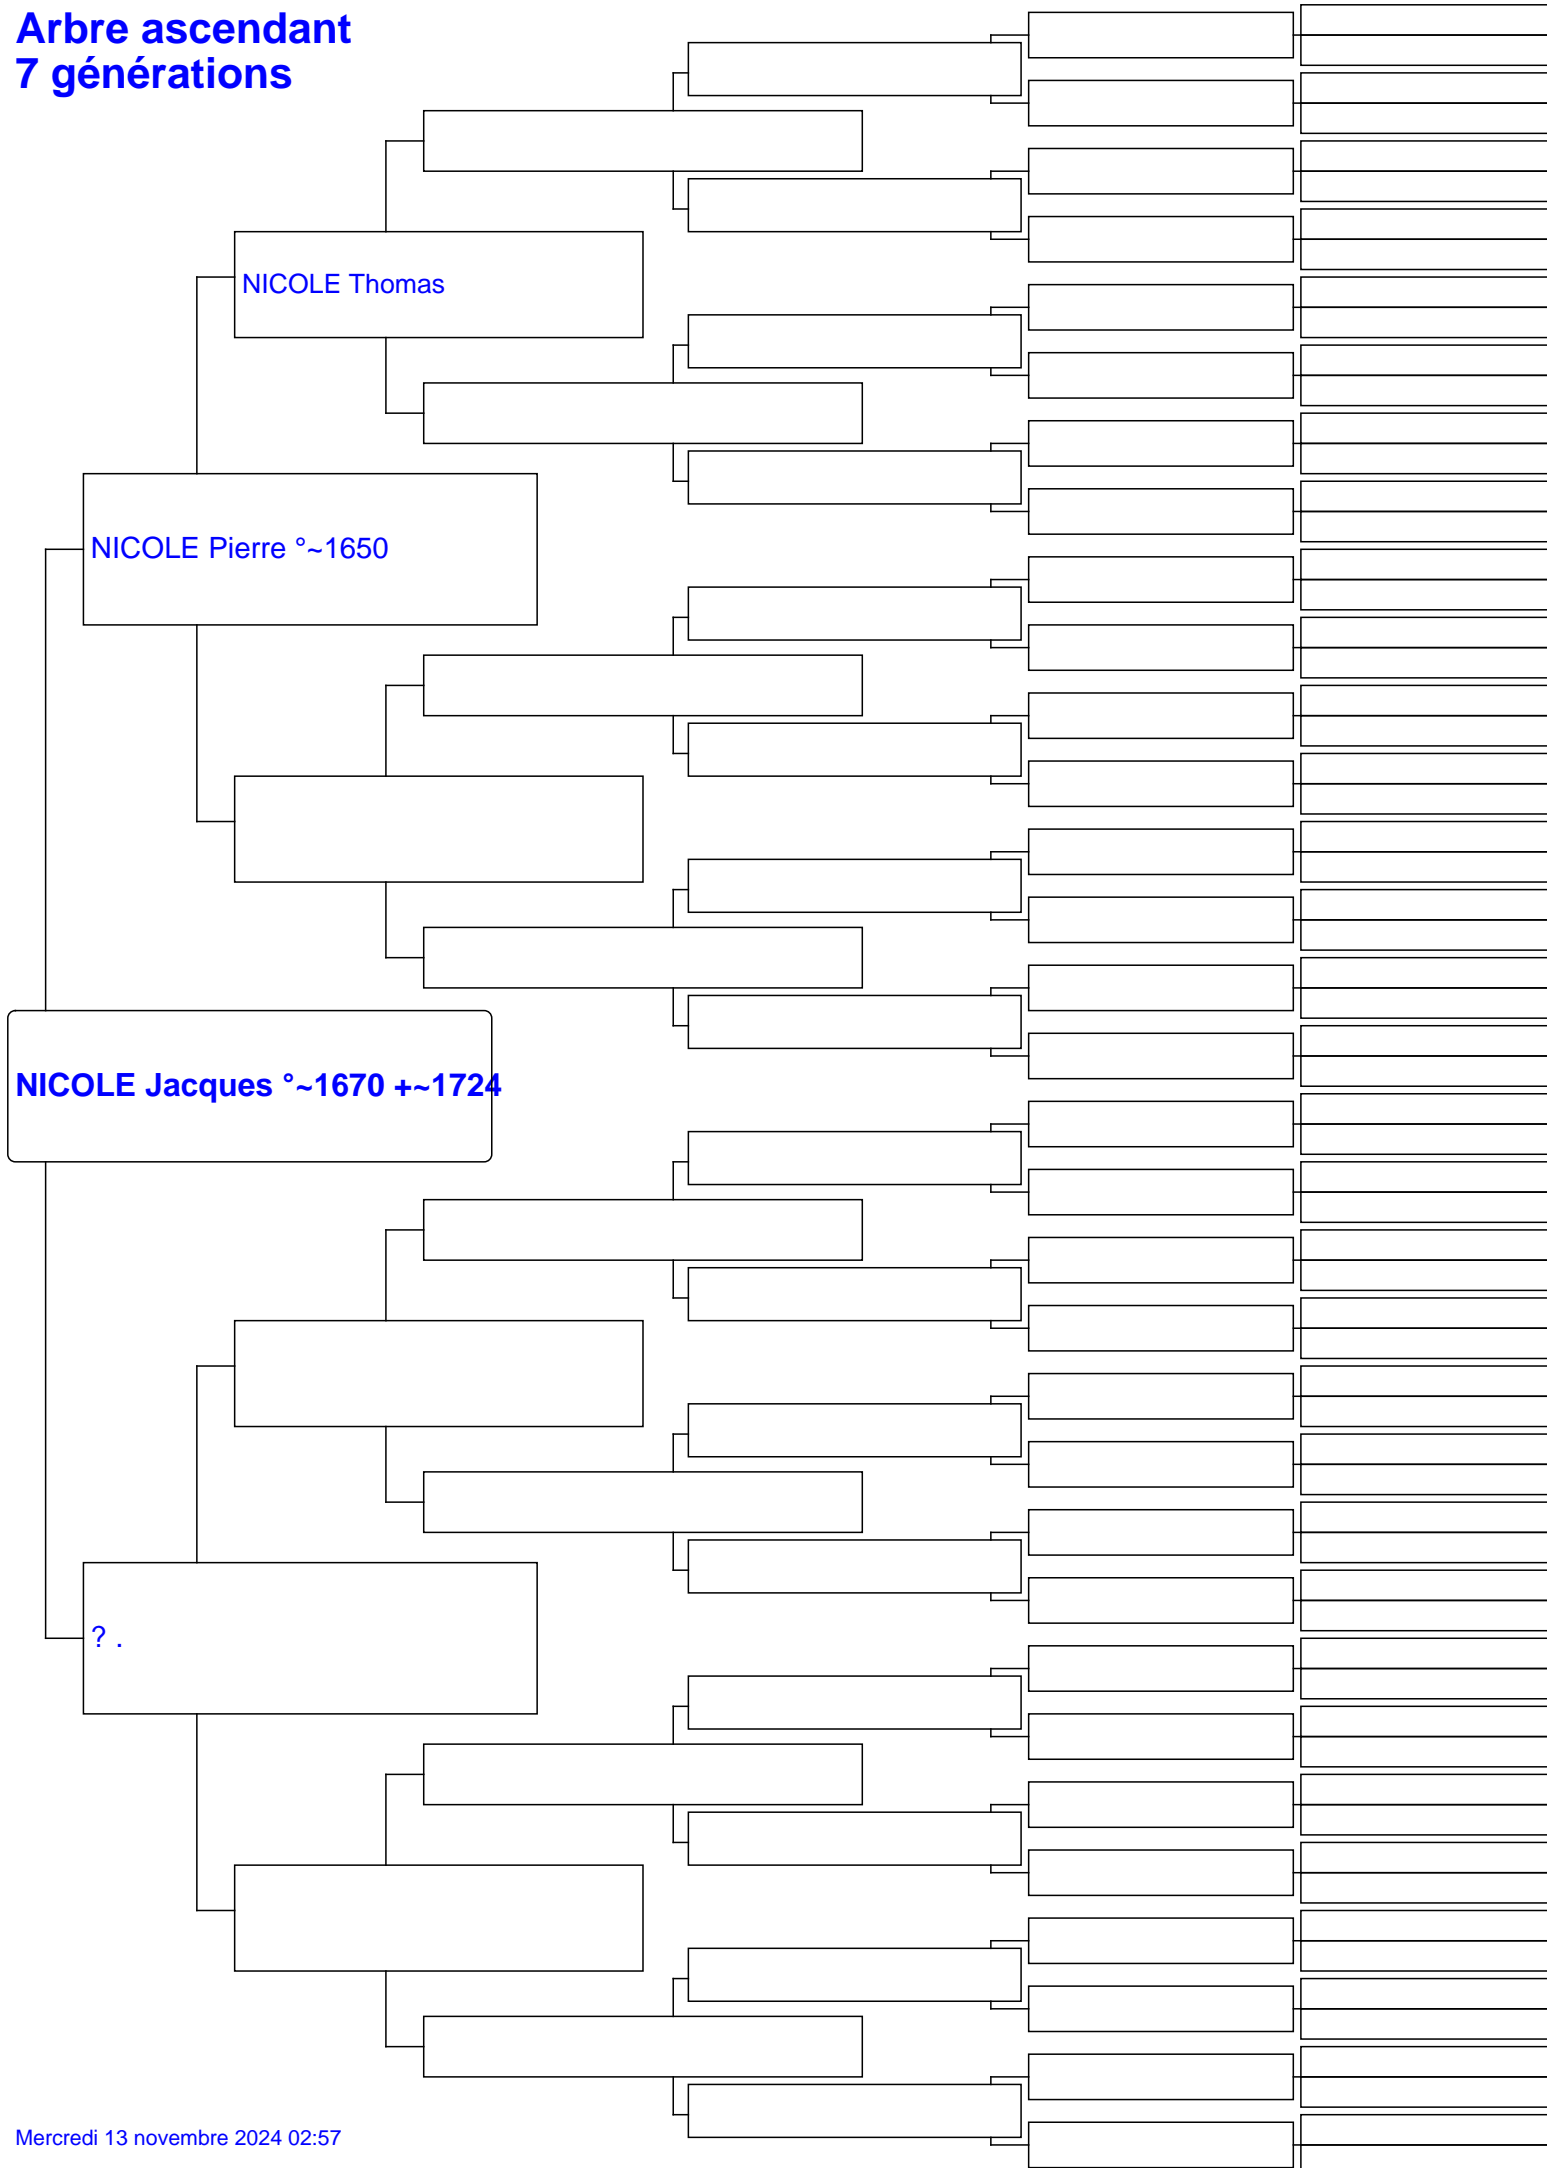 Arbre ascendant
7 générations
NICOLE Thomas
NICOLE Pierre °~1650
NICOLE Jacques °~1670 +~1724
? .
Mercredi 13 novembre 2024 02:57